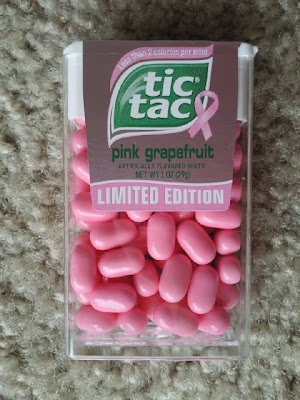 Less than 2 calories per mint
tic
tac
pink grapefruit
ARTIFICIALLY FLAVORED MINTS
NET WT 1 OZ (29g)
LIMITED EDITION